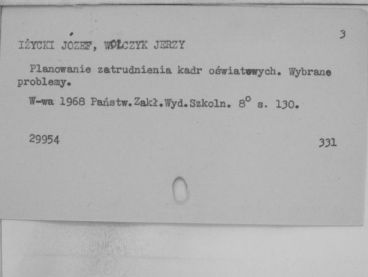 3
IŻYCKI JÓZEF, WOŁCZYK JERZY
Planowanie zatrudnienia kadr oświatowych. Wybrane
problemy.
W-wa 1968 Państw.Zakł.Wyd.Szkoln. 8° s. 130.
29954 331